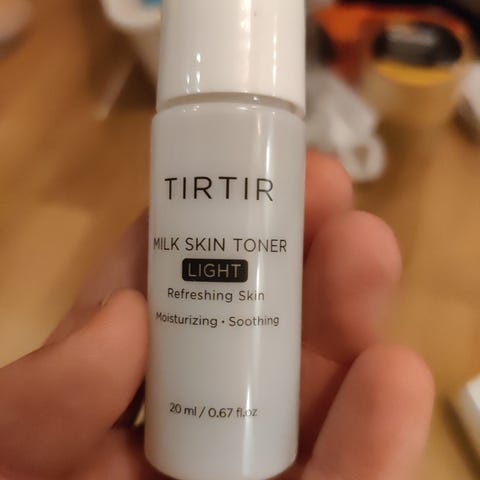 TIRTIR
MILK SKIN TONER
LIGHT
Refreshing Skin
Moisturizing • Soothing
20 ml / 0.67 fl.oz